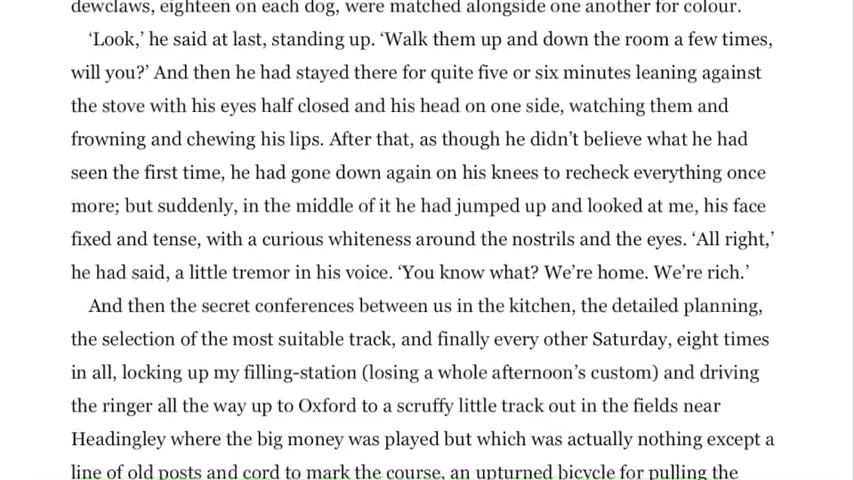 dewclaws, eighteen on each dog, were matched alongside one another for colour.
‘Look,’ he said at last, standing up. ‘Walk them up and down the room a few times,
will you?’ And then he had stayed there for quite five or six minutes leaning against
the stove with his eyes half closed and his head on one side, watching them and
frowning and chewing his lips. After that, as though he didn’t believe what he had
seen the first time, he had gone down again on his knees to recheck everything once
more; but suddenly, in the middle of it he had jumped up and looked at me, his face
fixed and tense, with a curious whiteness around the nostrils and the eyes. ‘All right,’
he had said, a little tremor in his voice. ‘You know what? We’re home. We’re rich.’
And then the secret conferences between us in the kitchen, the detailed planning,
the selection of the most suitable track, and finally every other Saturday, eight times
in all, locking up my filling-station (losing a whole afternoon’s custom) and driving
the ringer all the way up to Oxford to a scruffy little track out in the fields near
Headingley where the big money was played but which was actually nothing except a
line of old posts and cord to mark the course, an upturned bicycle for pulling the